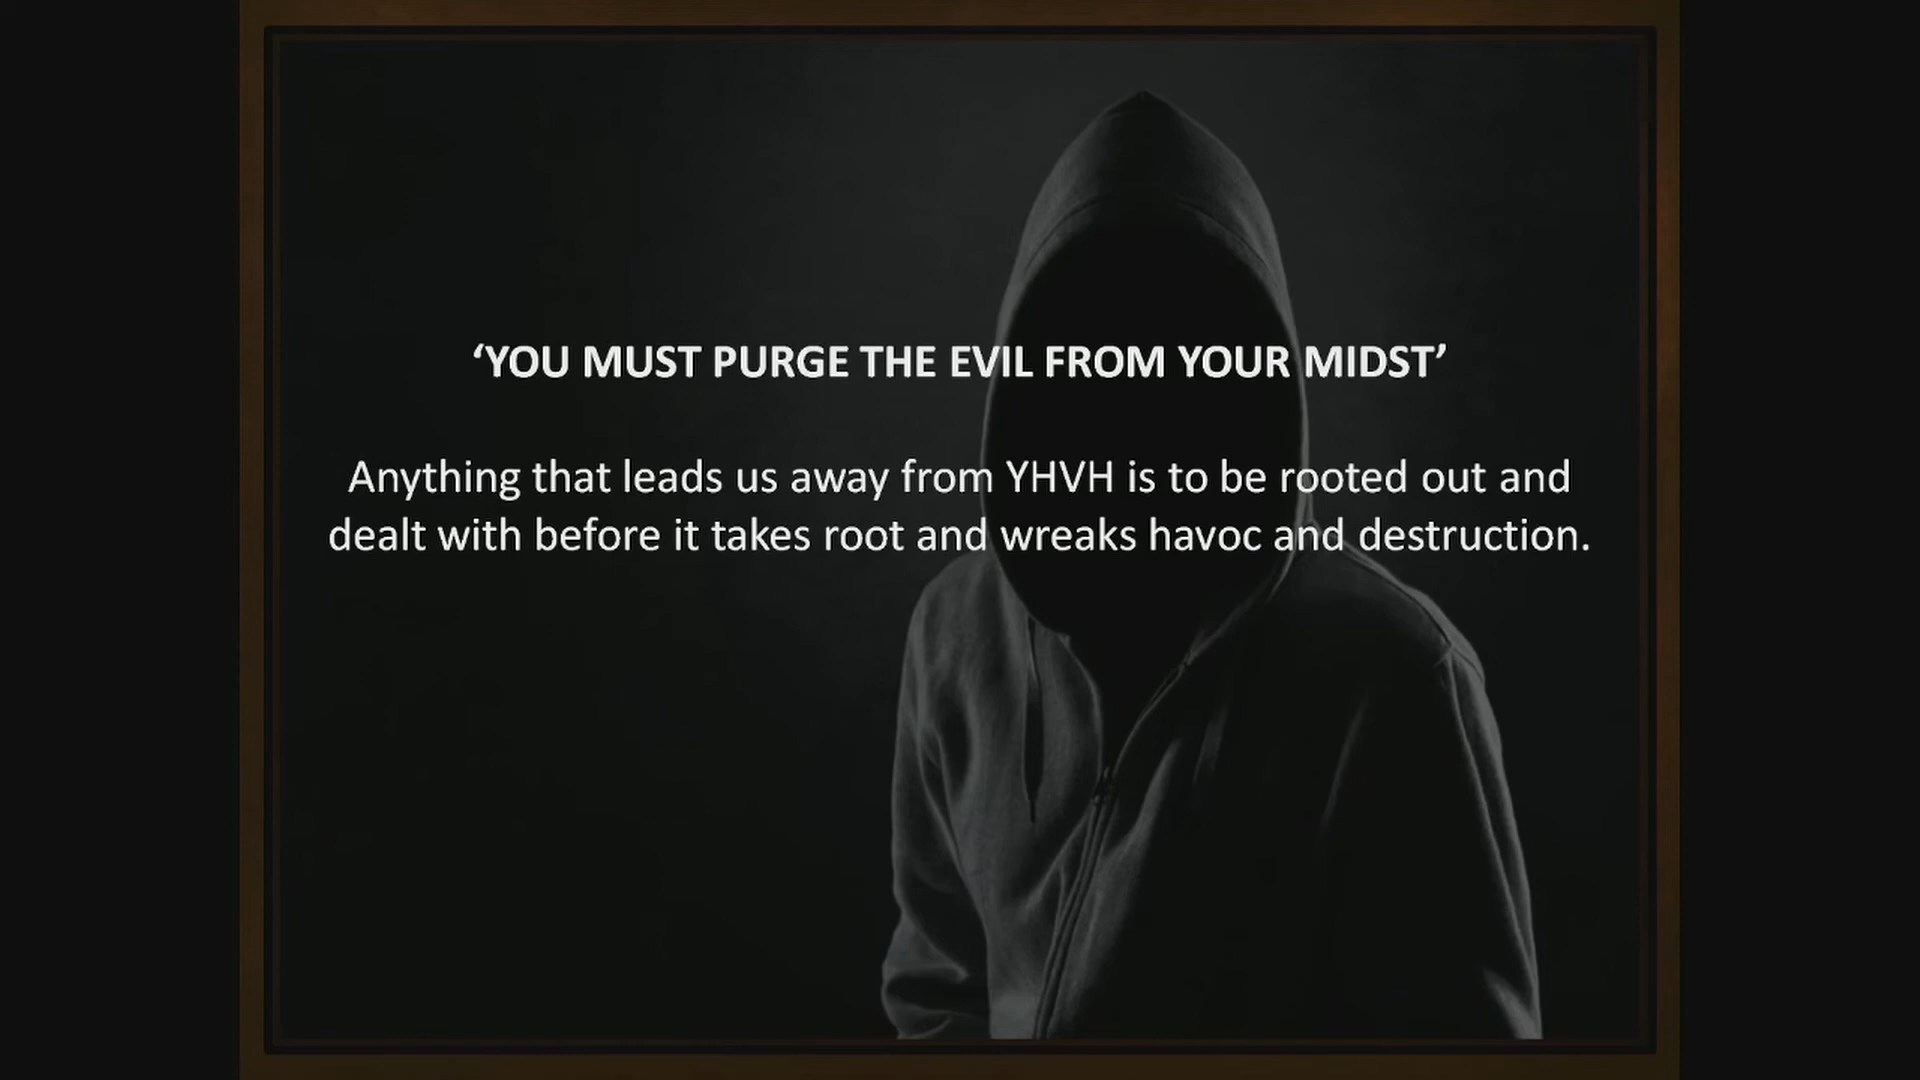 ‘YOU MUST PURGE THE EVIL FROM YOUR MIDST’
Anything that leads us away from YHVH is to be rooted out and
dealt with before it takes root and wreaks havoc and destruction.